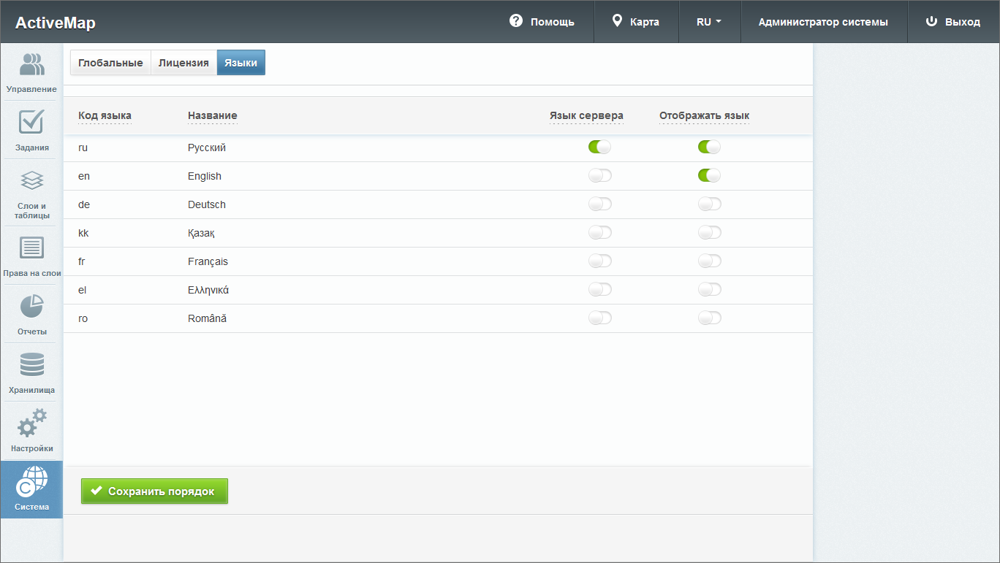 ActiveMap
Помощь
Карта
RU
Администратор системы
Выход
Управление
Задания
Слои и
таблицы
Права на слои
Отчеты
Хранилища
Настройки
Система
Глобальные Лицензия Языки
Код языка Название Язык сервера Отображать язык
ru Русский
en English
de Deutsch
kk Қазақ
fr Français
el Ελληνικά
ro Română
Сохранить порядок